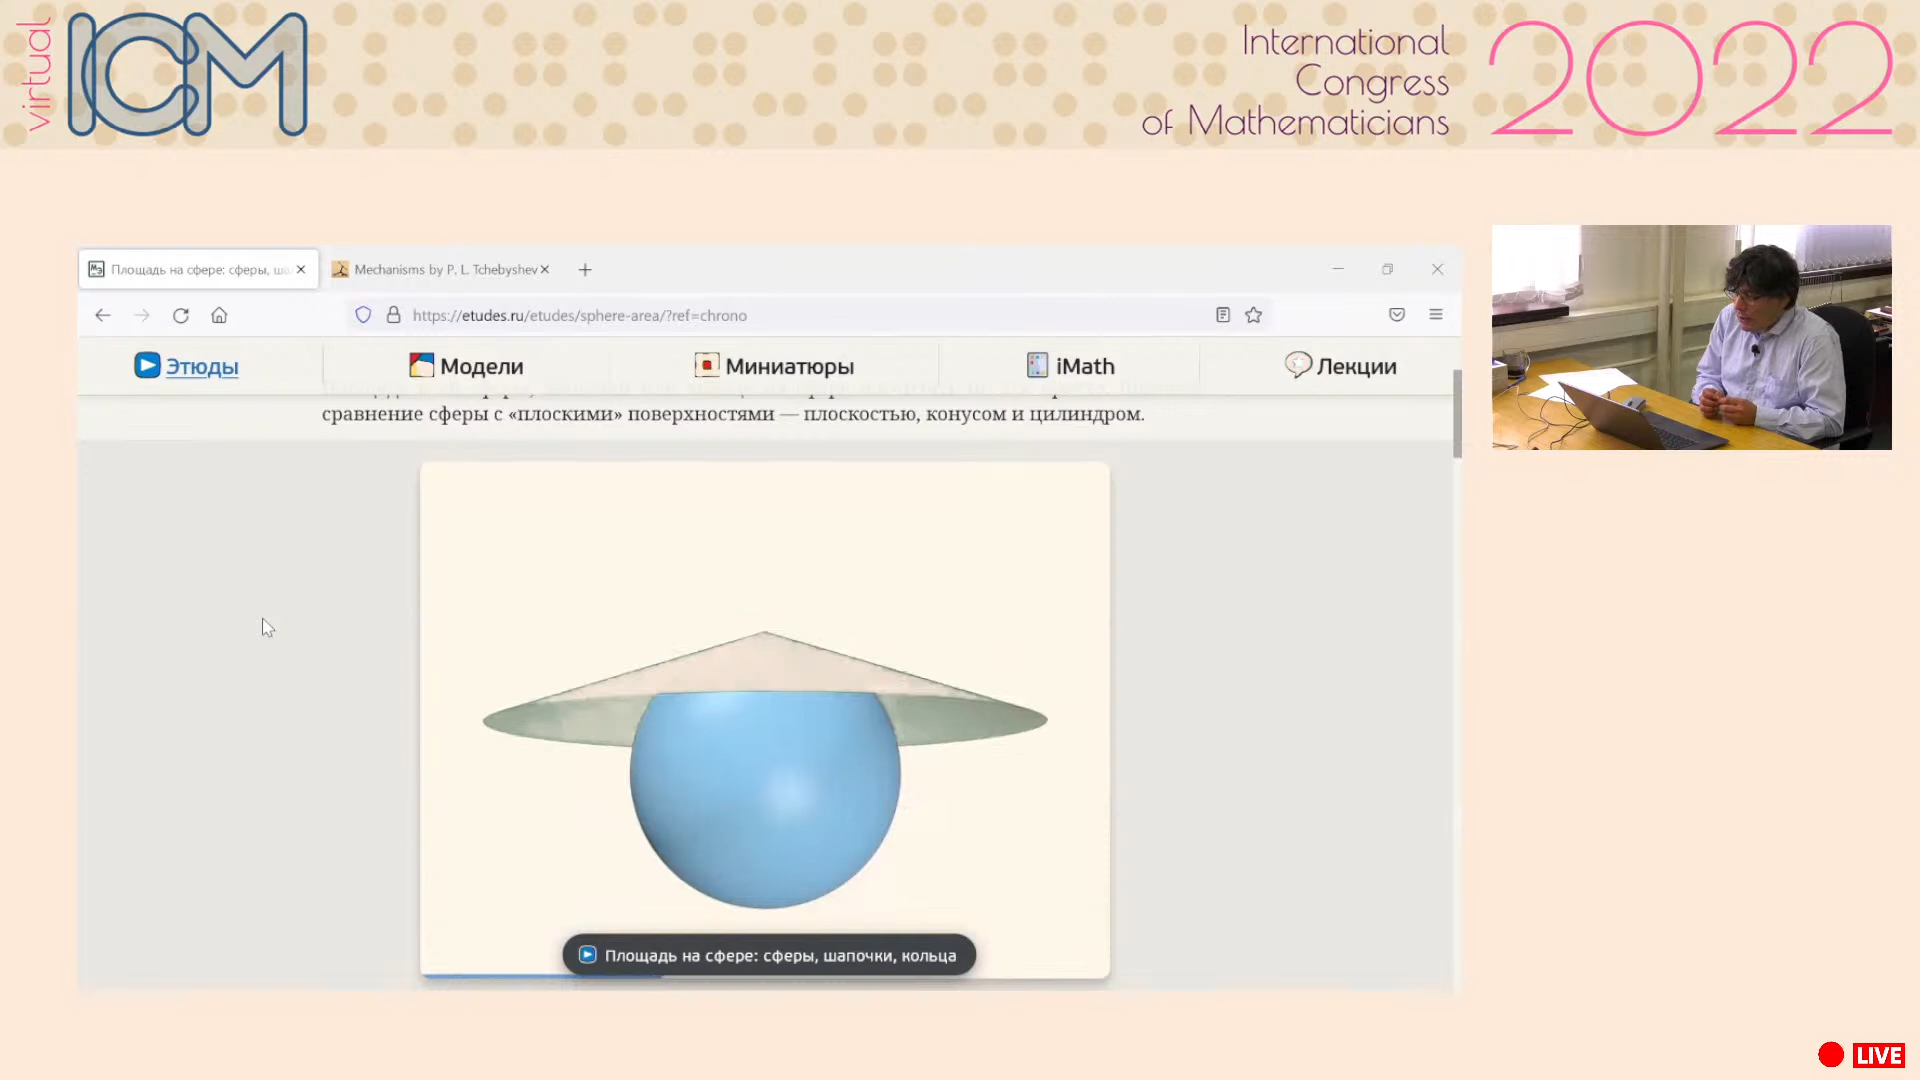 virtual
ICM
International
Congress
of Mathematicians
2022
Площадь на сфере: сферы, ша
Mechanisms by P. L. Tchebyshev
https://etudes.ru/etudes/sphere-area/?ref=chrono
Этюды
Модели
Миниатюры
iMath
Лекции
сравнение сферы с «плоскими» поверхностями — плоскостью, конусом и цилиндром.
Площадь на сфере: сферы, шапочки, кольца
LIVE